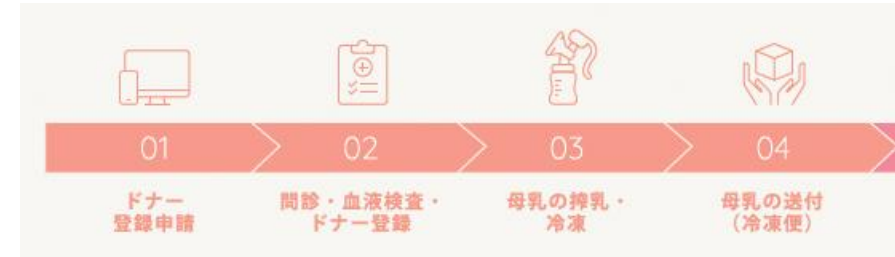 01
02
03
04
ドナー
登録申請
問診・血液検査・
ドナー登録
母乳の搾乳・
冷凍
母乳の送付
（冷凍便）